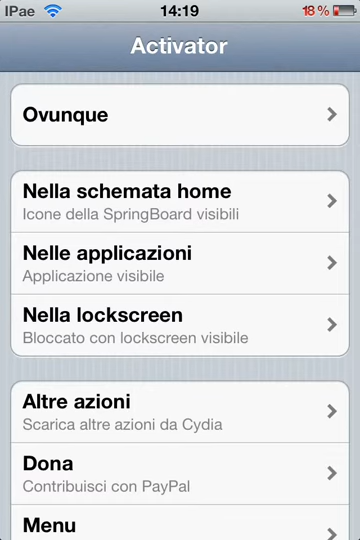 IPae 14:19 18 %
Activator
Ovunque
Nella schemata home
Icone della SpringBoard visibili
Nelle applicazioni
Applicazione visibile
Nella lockscreen
Bloccato con lockscreen visibile
Altre azioni
Scarica altre azioni da Cydia
Dona
Contribuisci con PayPal
Menu